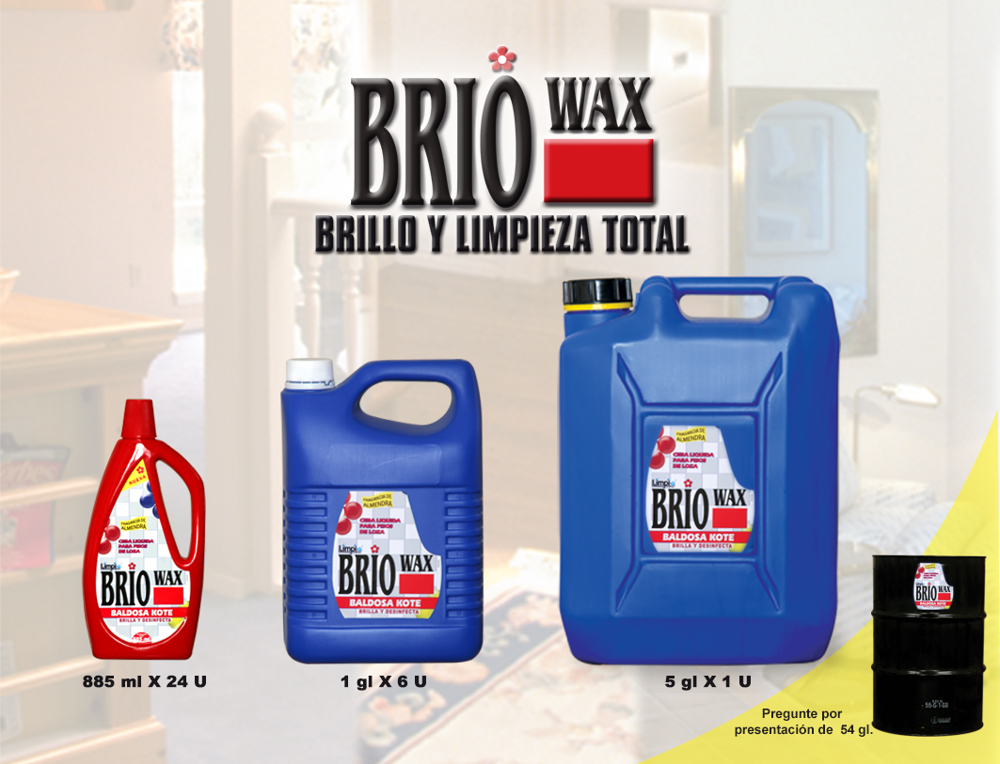 BRIO WAX
BRILLO Y LIMPIEZA TOTAL
NUEVA
FRAGANCIA DE
ALMENDRA
CERA LIQUIDA
PARA PISOS
DE LOZA
Limpio
BRIO WAX
BALDOSA KOTE
BRILLA Y DESINFECTA
885 ml X 24 U
FRAGANCIA DE
ALMENDRA
CERA LIQUIDA
PARA PISOS
DE LOZA
Limpio
BRIO WAX
BALDOSA KOTE
BRILLA Y DESINFECTA
1 gl X 6 U
FRAGANCIA DE
ALMENDRA
CERA LIQUIDA
PARA PISOS
DE LOZA
Limpio
BRIO WAX
BALDOSA KOTE
BRILLA Y DESINFECTA
5 gl X 1 U
BRIO WAX
BALDOSA KOTE
Pregunte por
presentación de 54 gl.